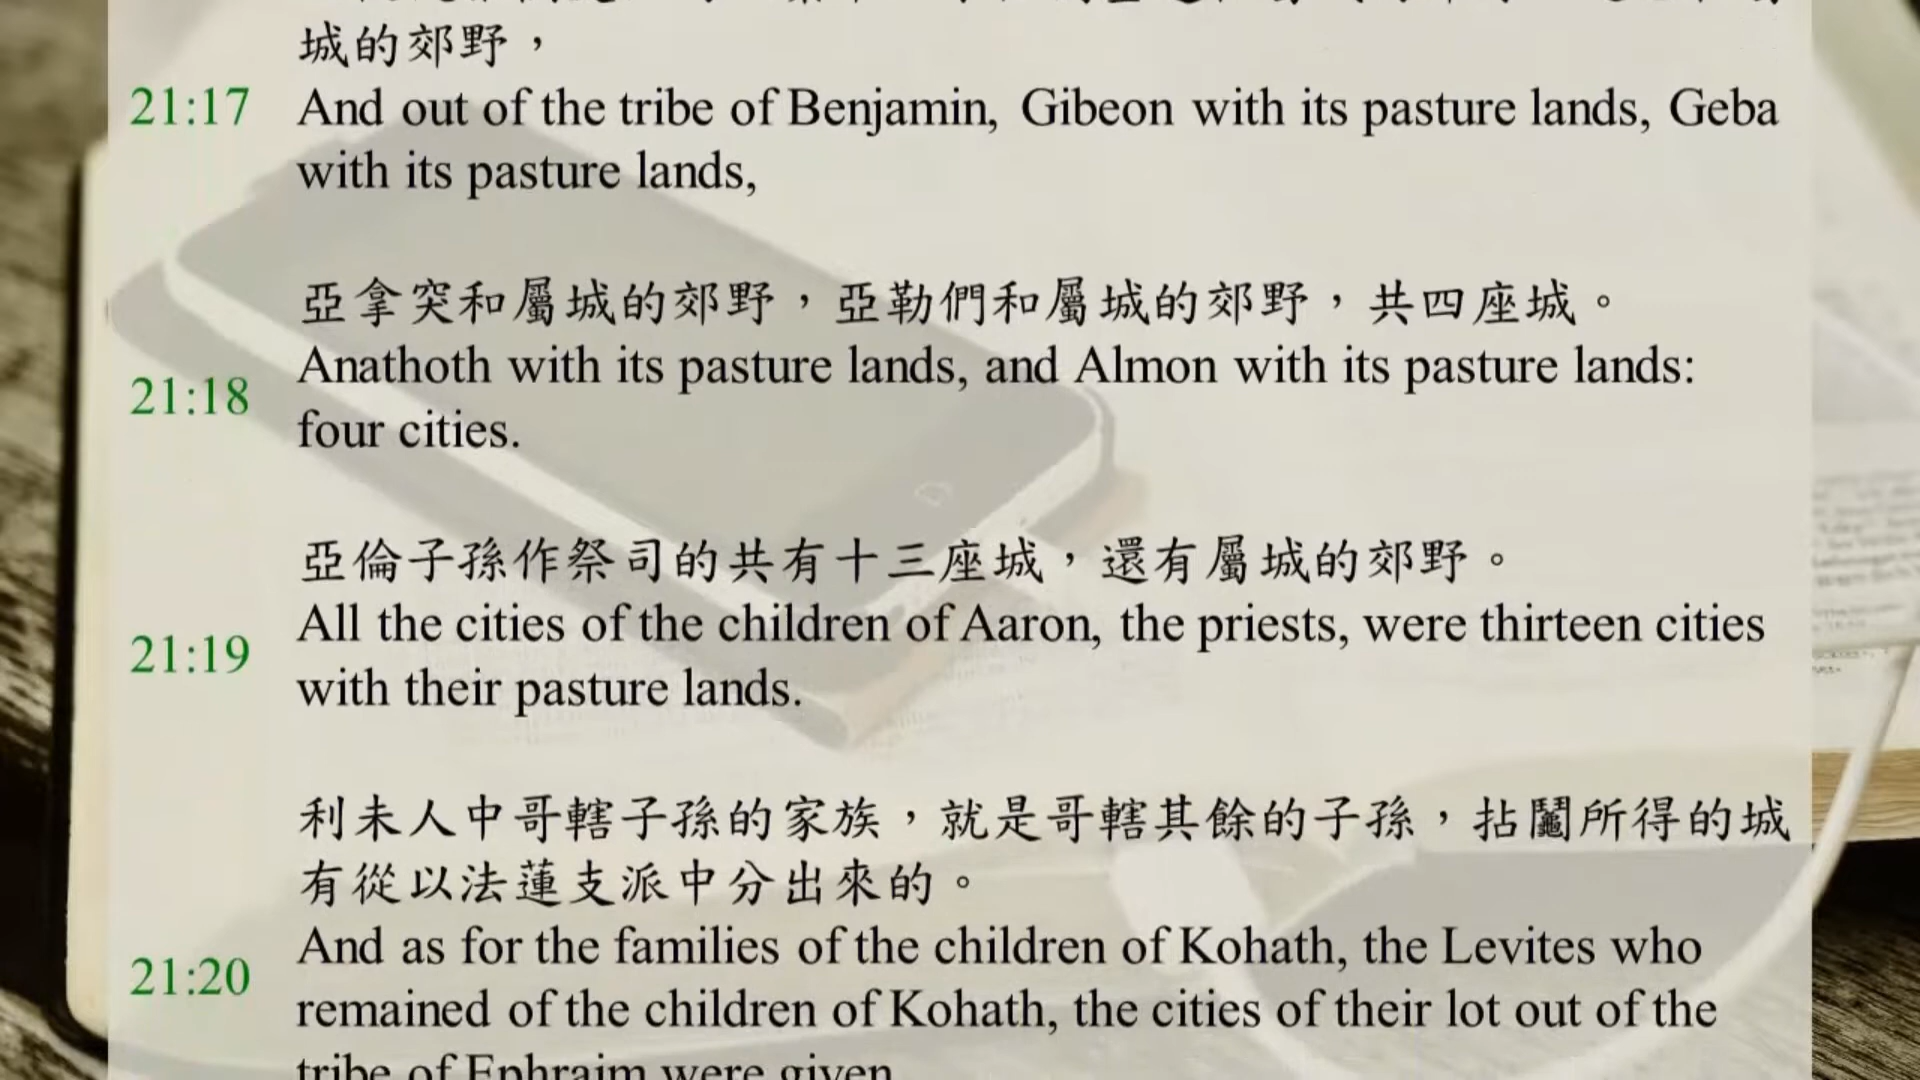 城的郊野，
21:17 And out of the tribe of Benjamin, Gibeon with its pasture lands, Geba
with its pasture lands,
亞拿突和屬城的郊野，亞勒們和屬城的郊野，共四座城。
Anathoth with its pasture lands, and Almon with its pasture lands:
21:18
four cities.
亞倫子孫作祭司的共有十三座城，還有屬城的郊野。
All the cities of the children of Aaron, the priests, were thirteen cities
21:19
with their pasture lands.
利未人中哥轄子孫的家族，就是哥轄其餘的子孫，拈鬮所得的城
有從以法蓮支派中分出來的。
And as for the families of the children of Kohath, the Levites who
21:20
remained of the children of Kohath, the cities of their lot out of the
tribe of Ephraim were given